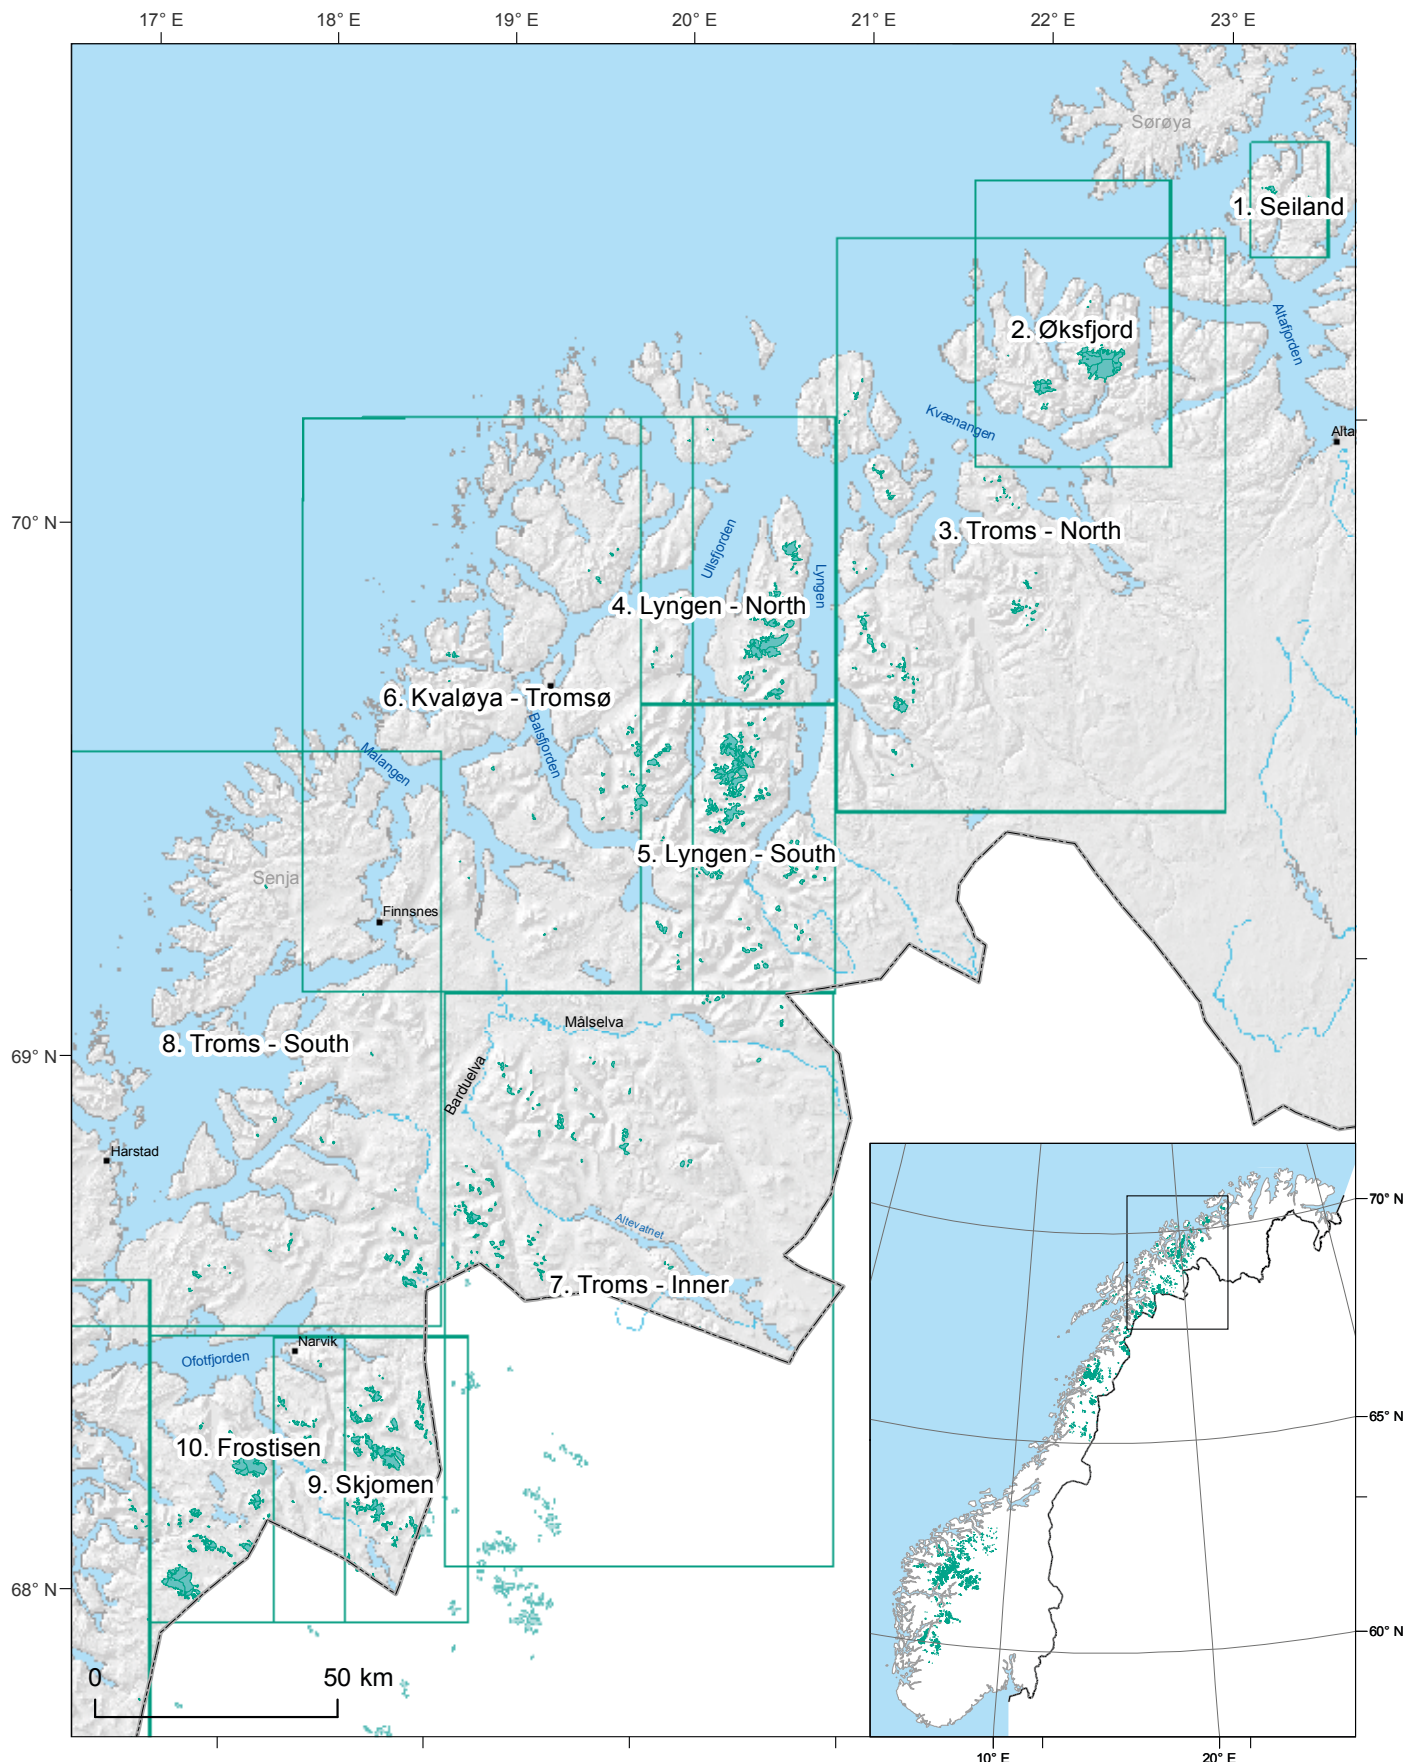 17° E
18° E
19° E
20° E
21° E
22° E
23° E
Sørøya
1. Seiland
Altafjorden
2. Øksfjord
Kvænangen
Alta
70° N
3. Troms - North
Ullsfjorden
Lyngen
4. Lyngen - North
6. Kvaløya - Tromsø
Balsfjorden
Malangen
5. Lyngen - South
Senja
Finnsnes
Målselva
8. Troms - South
69° N
Barduelva
Harstad
Altevatnet
7. Troms - Inner
Narvik
Ofotfjorden
10. Frostisen
9. Skjomen
68° N
0
50 km
70° N
65° N
60° N
10° E
20° E